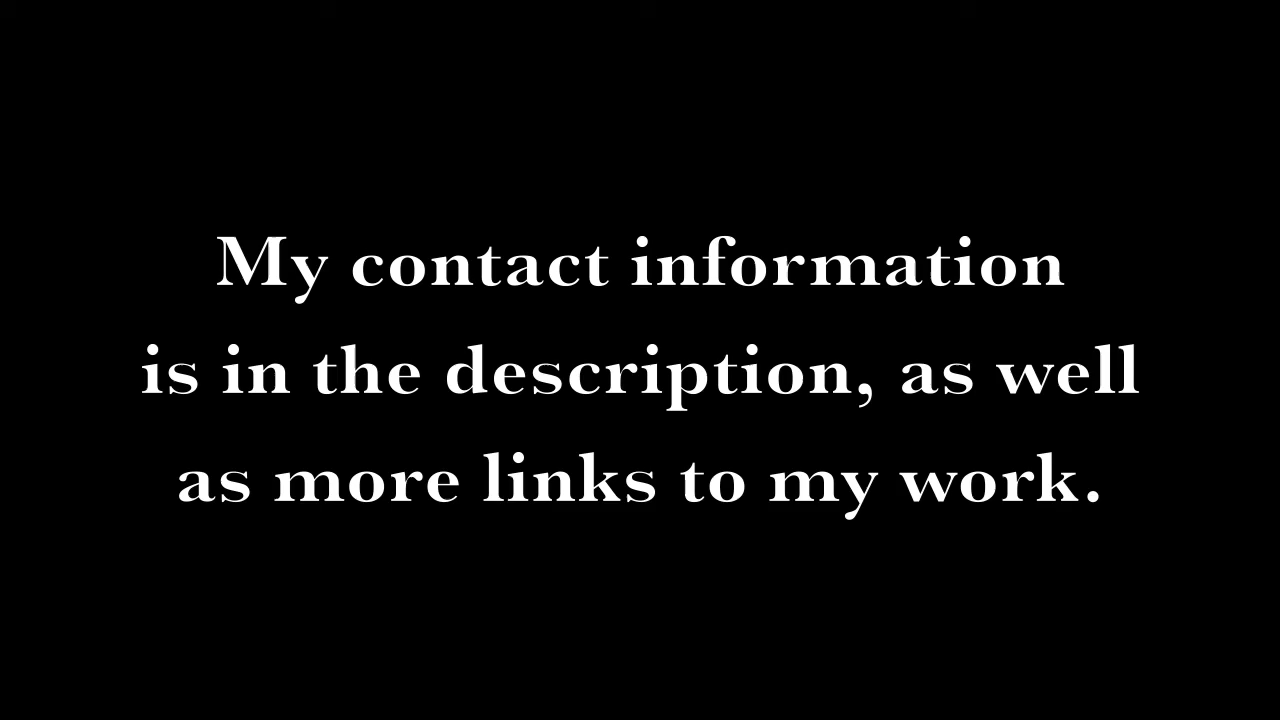 My contact information
is in the description, as well
as more links to my work.